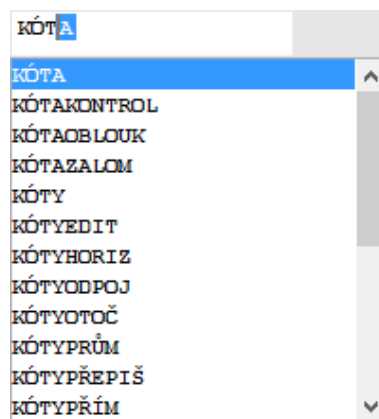 KÓTA
KÓTA
KÓTAKONTROL
KÓTAOBLOUK
KÓTAZALOM
KÓTY
KÓTYEDIT
KÓTYHORIZ
KÓTYODPOJ
KÓTYOTOČ
KÓTYPRŮM
KÓTYPŘEPIŠ
KÓTYPŘÍM